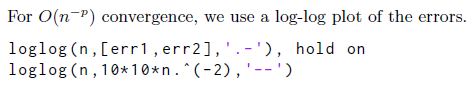 For O(n⁻ᵖ) convergence, we use a log-log plot of the errors.
loglog(n,[err1,err2],'.-'), hold on
loglog(n,10*10*n.^(-2),'--')